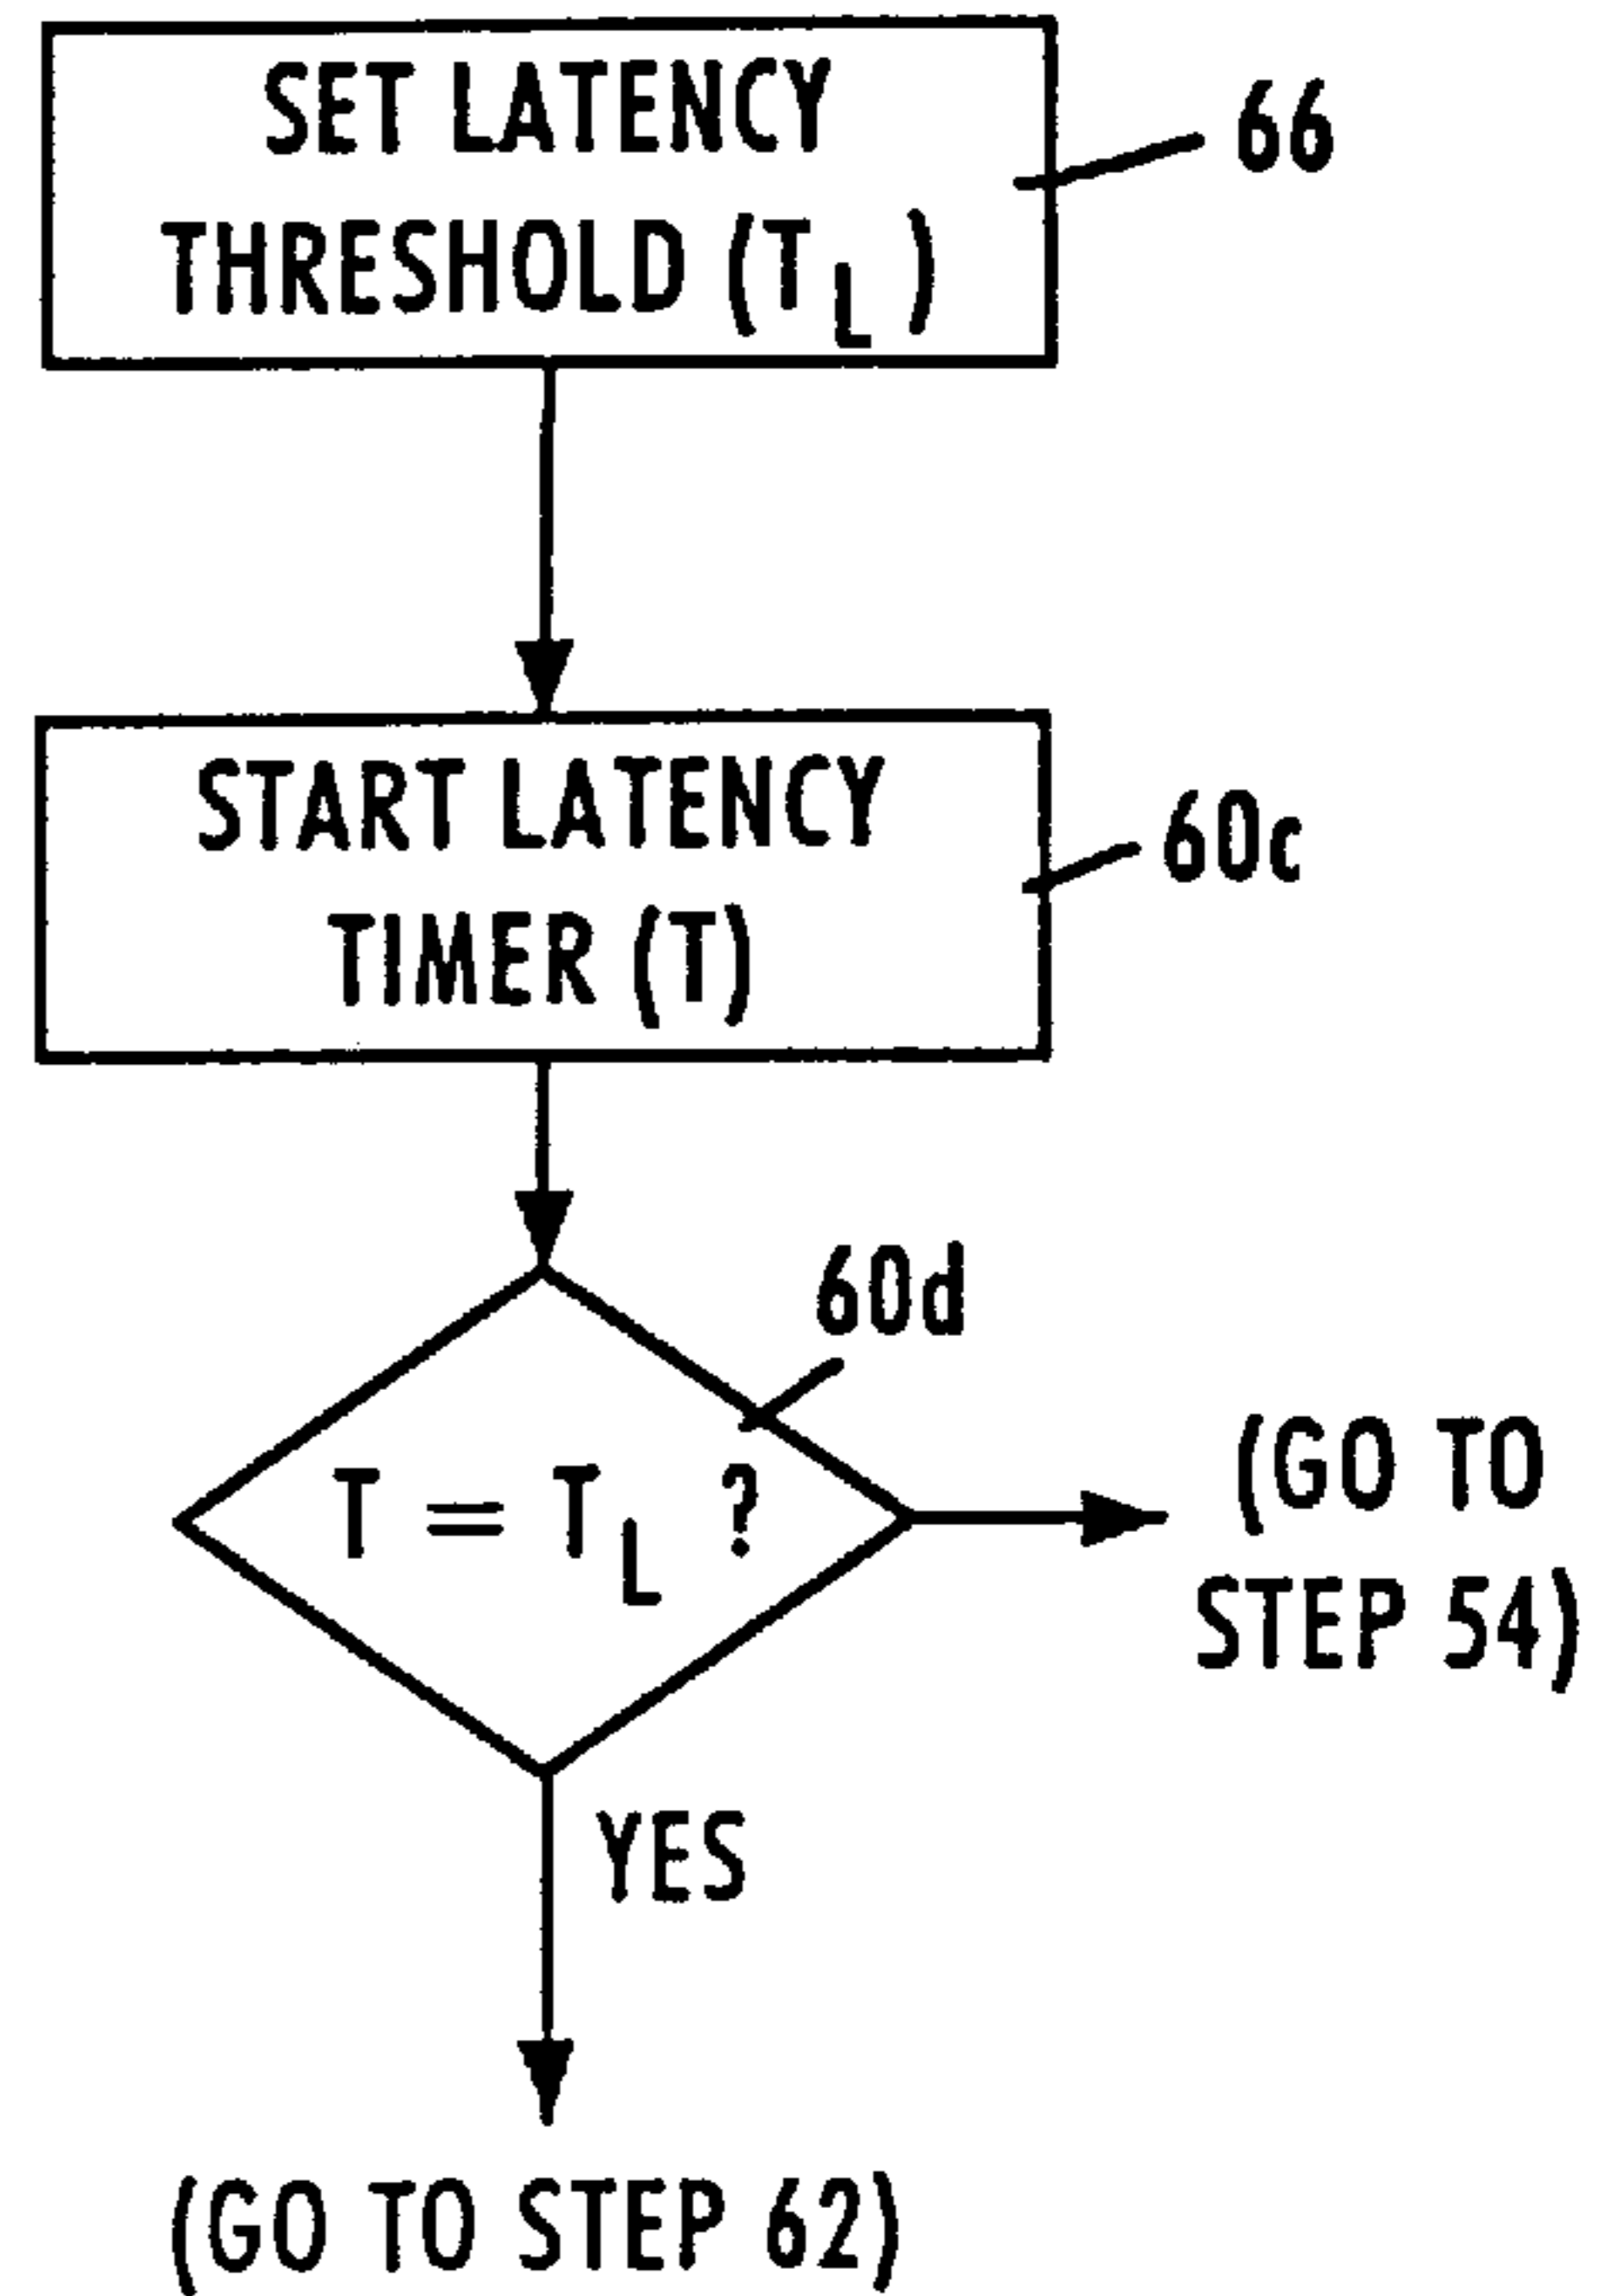 SET LATENCY
THRESHOLD (T_L)
66
START LATENCY
TIMER (T)
60c
60d
T = T_L ?
(GO TO
STEP 54)
YES
(GO TO STEP 62)